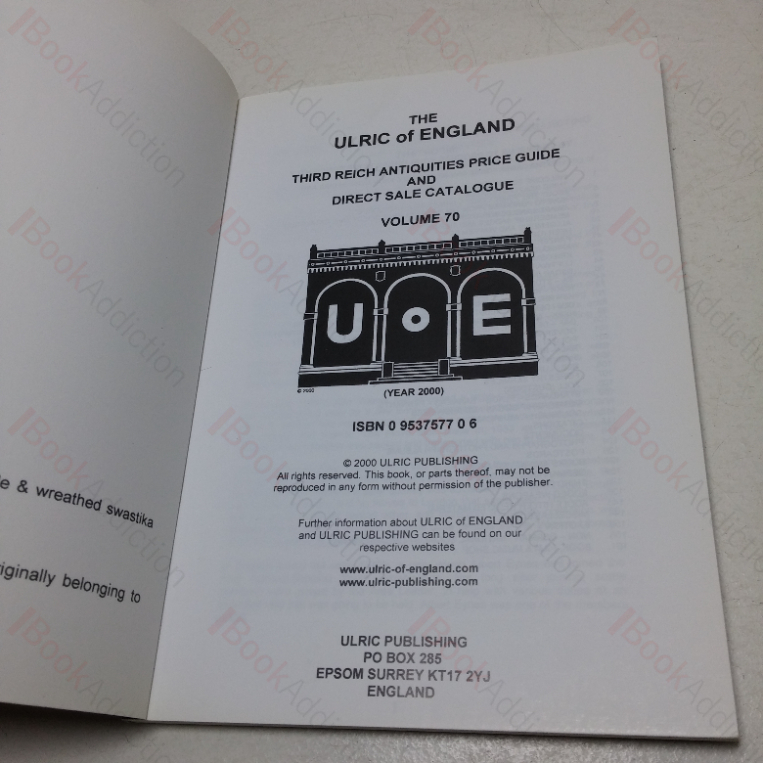 e & wreathed swastika
iginally belonging to
THE
ULRIC of ENGLAND
THIRD REICH ANTIQUITIES PRICE GUIDE
AND
DIRECT SALE CATALOGUE
VOLUME 70
U o E
© 2000
(YEAR 2000)
ISBN 0 9537577 0 6
© 2000 ULRIC PUBLISHING
All rights reserved. This book, or parts thereof, may not be
reproduced in any form without permission of the publisher.
Further information about ULRIC of ENGLAND
and ULRIC PUBLISHING can be found on our
respective websites
www.ulric-of-england.com
www.ulric-publishing.com
ULRIC PUBLISHING
PO BOX 285
EPSOM SURREY KT17 2YJ
ENGLAND
BookAddiction